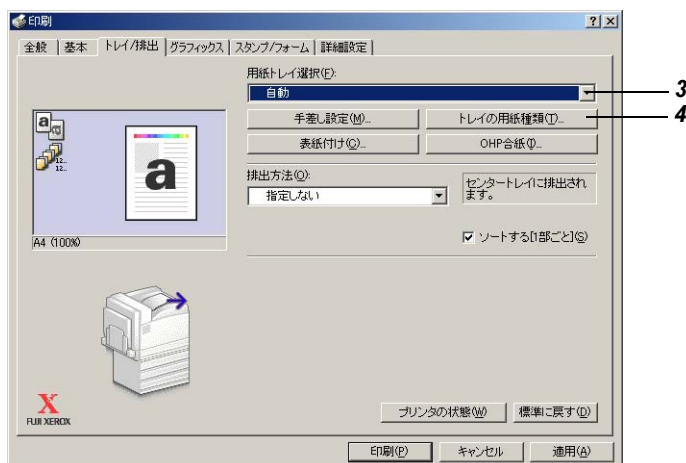 印刷
全般 基本 トレイ/排出 グラフィックス スタンプ/フォーム 詳細設定
用紙トレイ選択(F):
自動
3
手差し設定(M)... トレイの用紙種類(T)...
4
表紙付け(C)... OHP合紙(I)...
排出方法(O):
指定しない
センタートレイに排出され
ます。
ソートする[1部ごと](S)
a
a
12...
12...
a
A4 (100%)
X
FUJI XEROX
プリンタの状態(W) 標準に戻す(D)
印刷(P) キャンセル 適用(A)